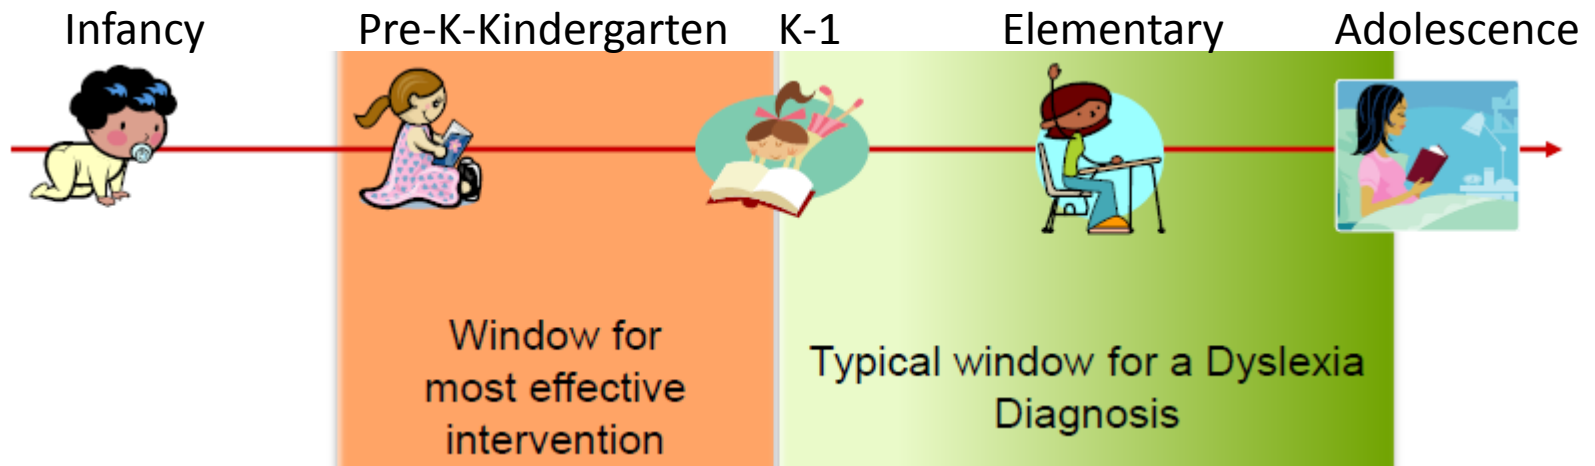 Infancy Pre-K-Kindergarten K-1 Elementary Adolescence
Window for
most effective
intervention
Typical window for a Dyslexia
Diagnosis